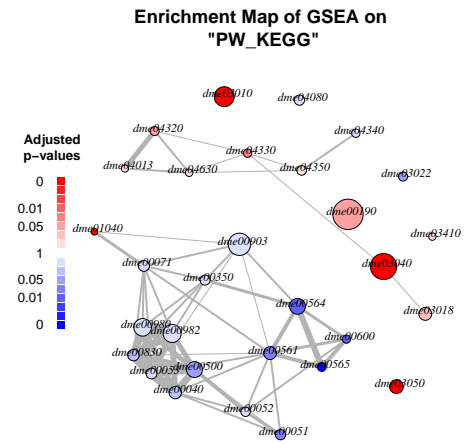 Enrichment Map of GSEA on
"PW_KEGG"
dme03010
dme04080
dme04320
dme04340
dme04330
dme04013
dme04630
dme04350
dme03022
Adjusted
p-values
0
0.01
0.05
1
0.05
0.01
0
dme00190
dme01040
dme03410
dme00903
dme03040
dme00071
dme00350
dme00564
dme03018
dme00980
dme00982
dme00600
dme00830
dme00561
dme00500
dme00565
dme00040
dme03050
dme00052
dme00051